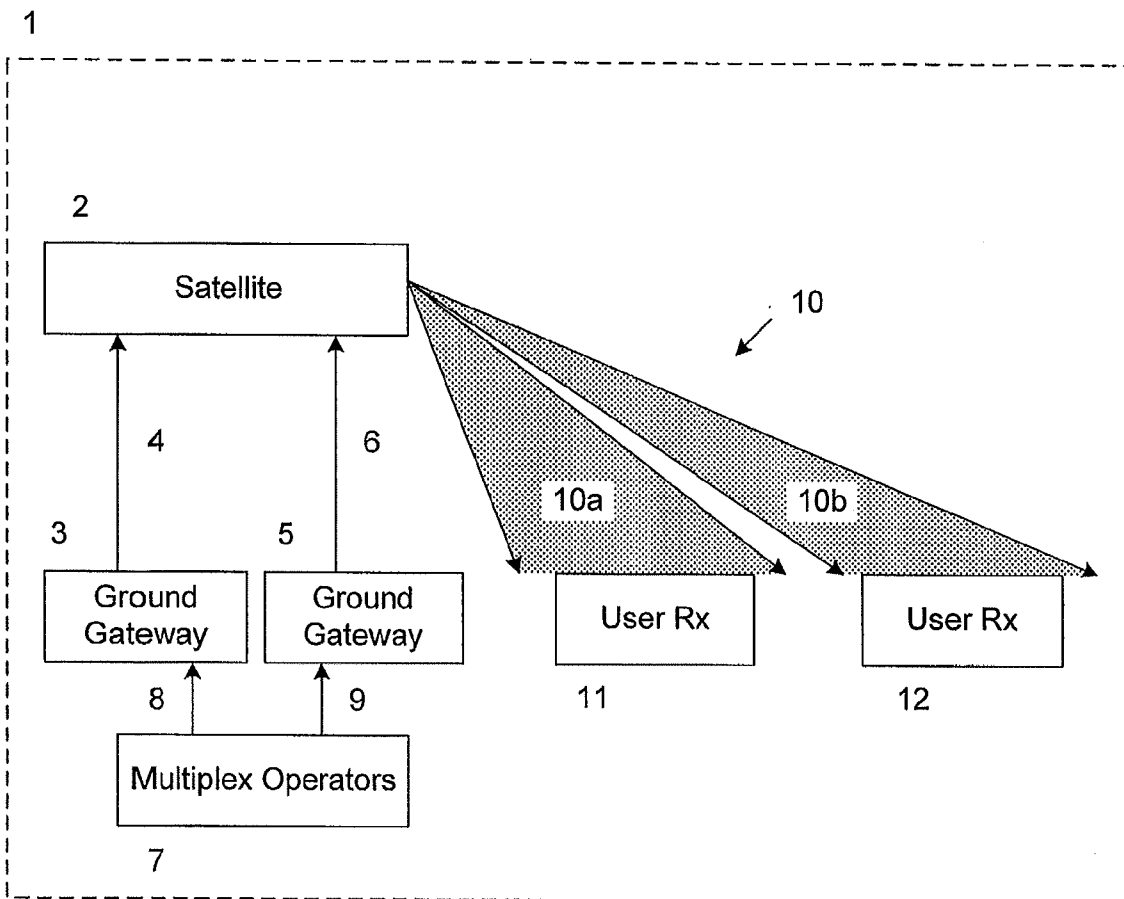 1
2
Satellite
10
4
6
10a
10b
3
5
Ground
Gateway
Ground
Gateway
User Rx
User Rx
8
9
11
12
Multiplex Operators
7